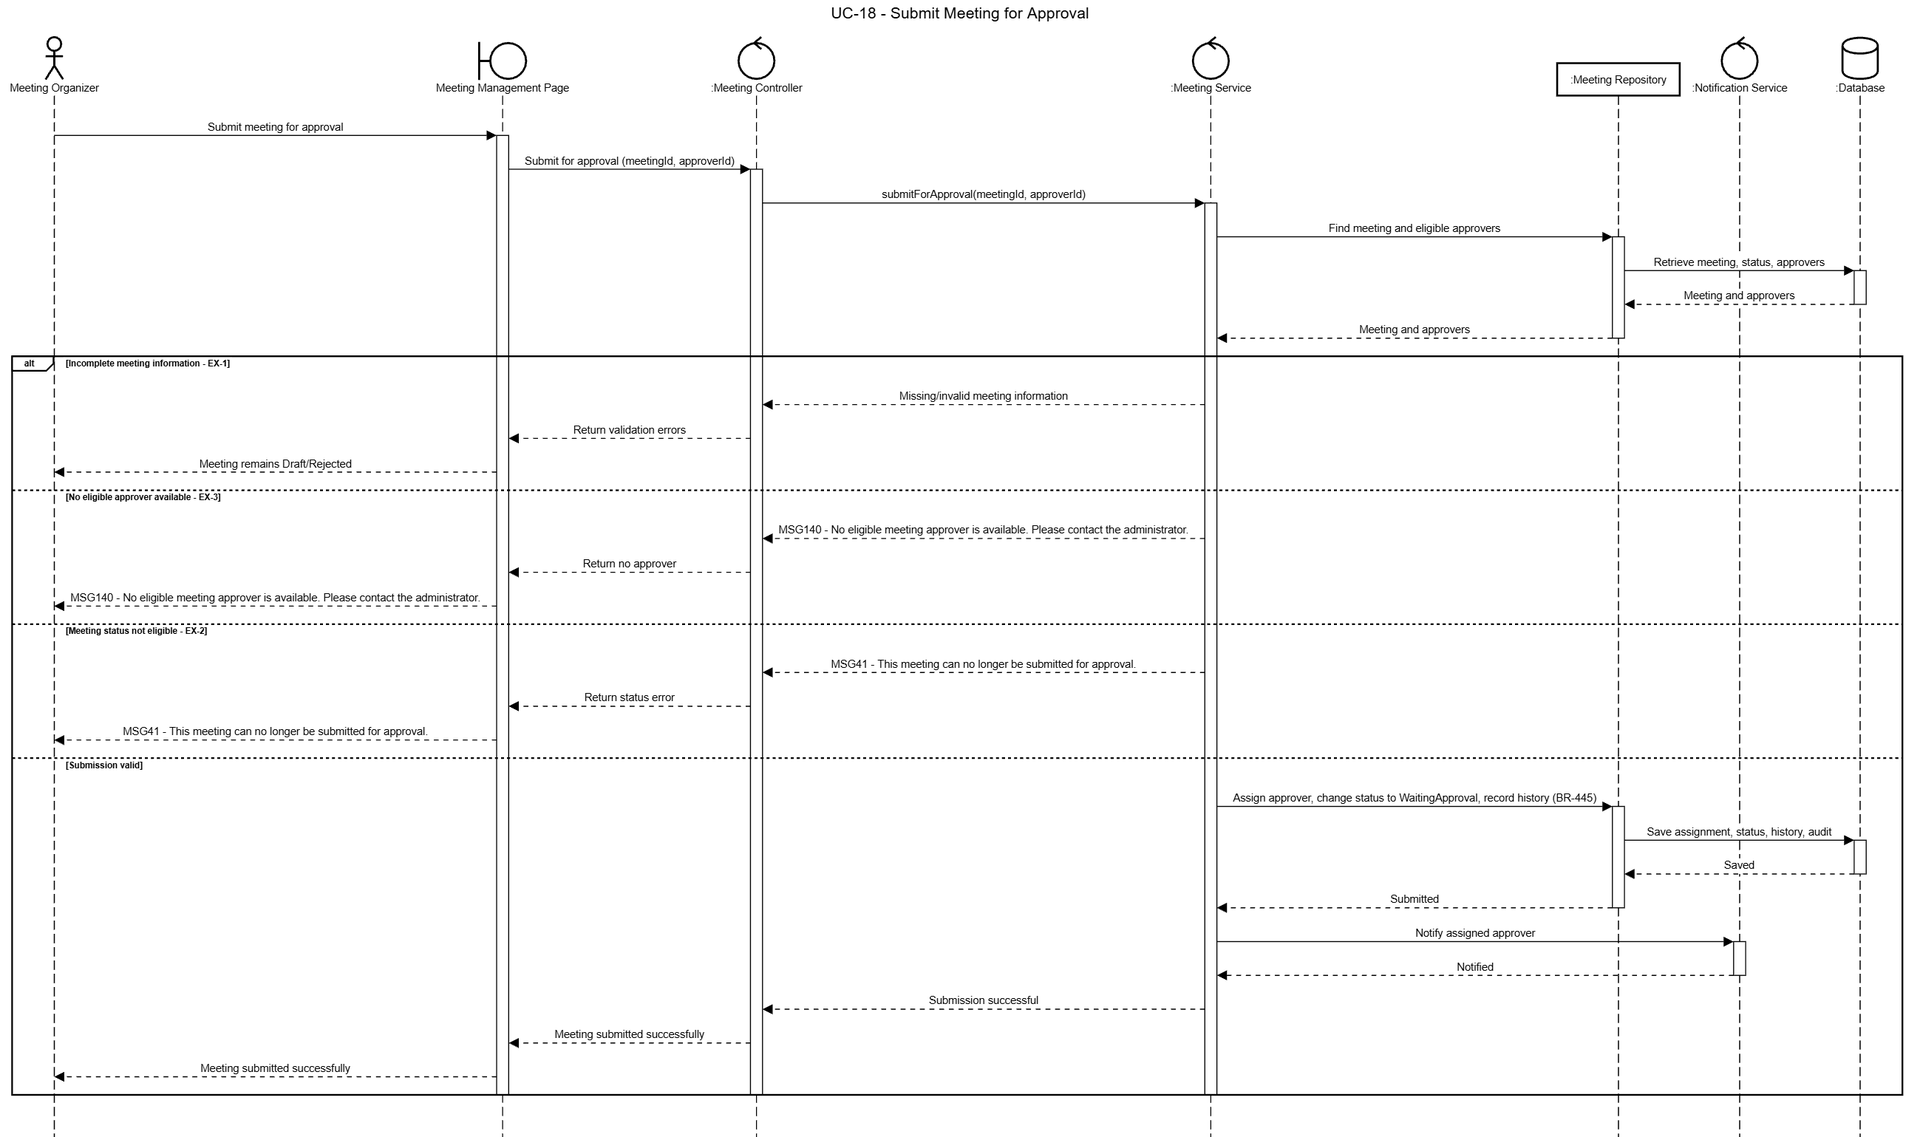 UC-18 - Submit Meeting for Approval
Meeting Organizer
Meeting Management Page
:Meeting Controller
:Meeting Service
:Meeting Repository
:Notification Service
:Database
Submit meeting for approval
Submit for approval (meetingId, approverId)
submitForApproval(meetingId, approverId)
Find meeting and eligible approvers
Retrieve meeting, status, approvers
Meeting and approvers
Meeting and approvers
alt
[Incomplete meeting information - EX-1]
Missing/invalid meeting information
Return validation errors
Meeting remains Draft/Rejected
[No eligible approver available - EX-3]
MSG140 - No eligible meeting approver is available. Please contact the administrator.
Return no approver
MSG140 - No eligible meeting approver is available. Please contact the administrator.
[Meeting status not eligible - EX-2]
MSG41 - This meeting can no longer be submitted for approval.
Return status error
MSG41 - This meeting can no longer be submitted for approval.
[Submission valid]
Assign approver, change status to WaitingApproval, record history (BR-445)
Save assignment, status, history, audit
Saved
Submitted
Notify assigned approver
Notified
Submission successful
Meeting submitted successfully
Meeting submitted successfully